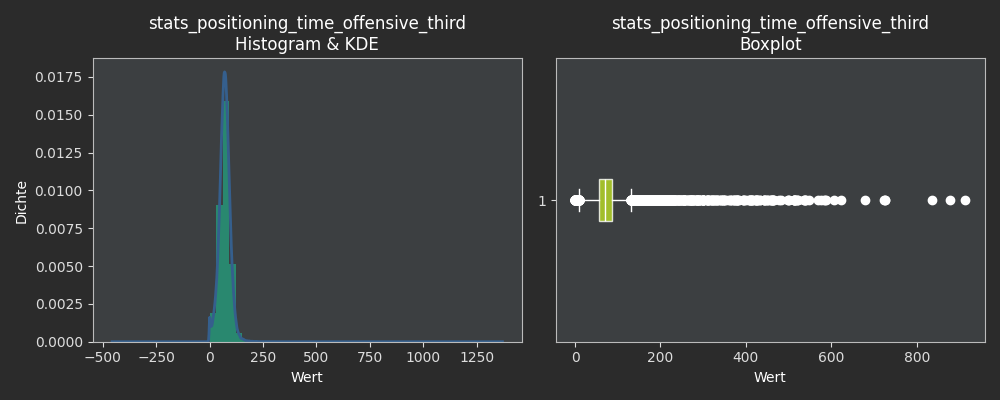 stats_positioning_time_offensive_third
Histogram & KDE
0.0175
0.0150
0.0125
0.0100
0.0075
0.0050
0.0025
0.0000
Dichte
−500 −250 0 250 500 750 1000 1250
Wert
stats_positioning_time_offensive_third
Boxplot
1
0 200 400 600 800
Wert